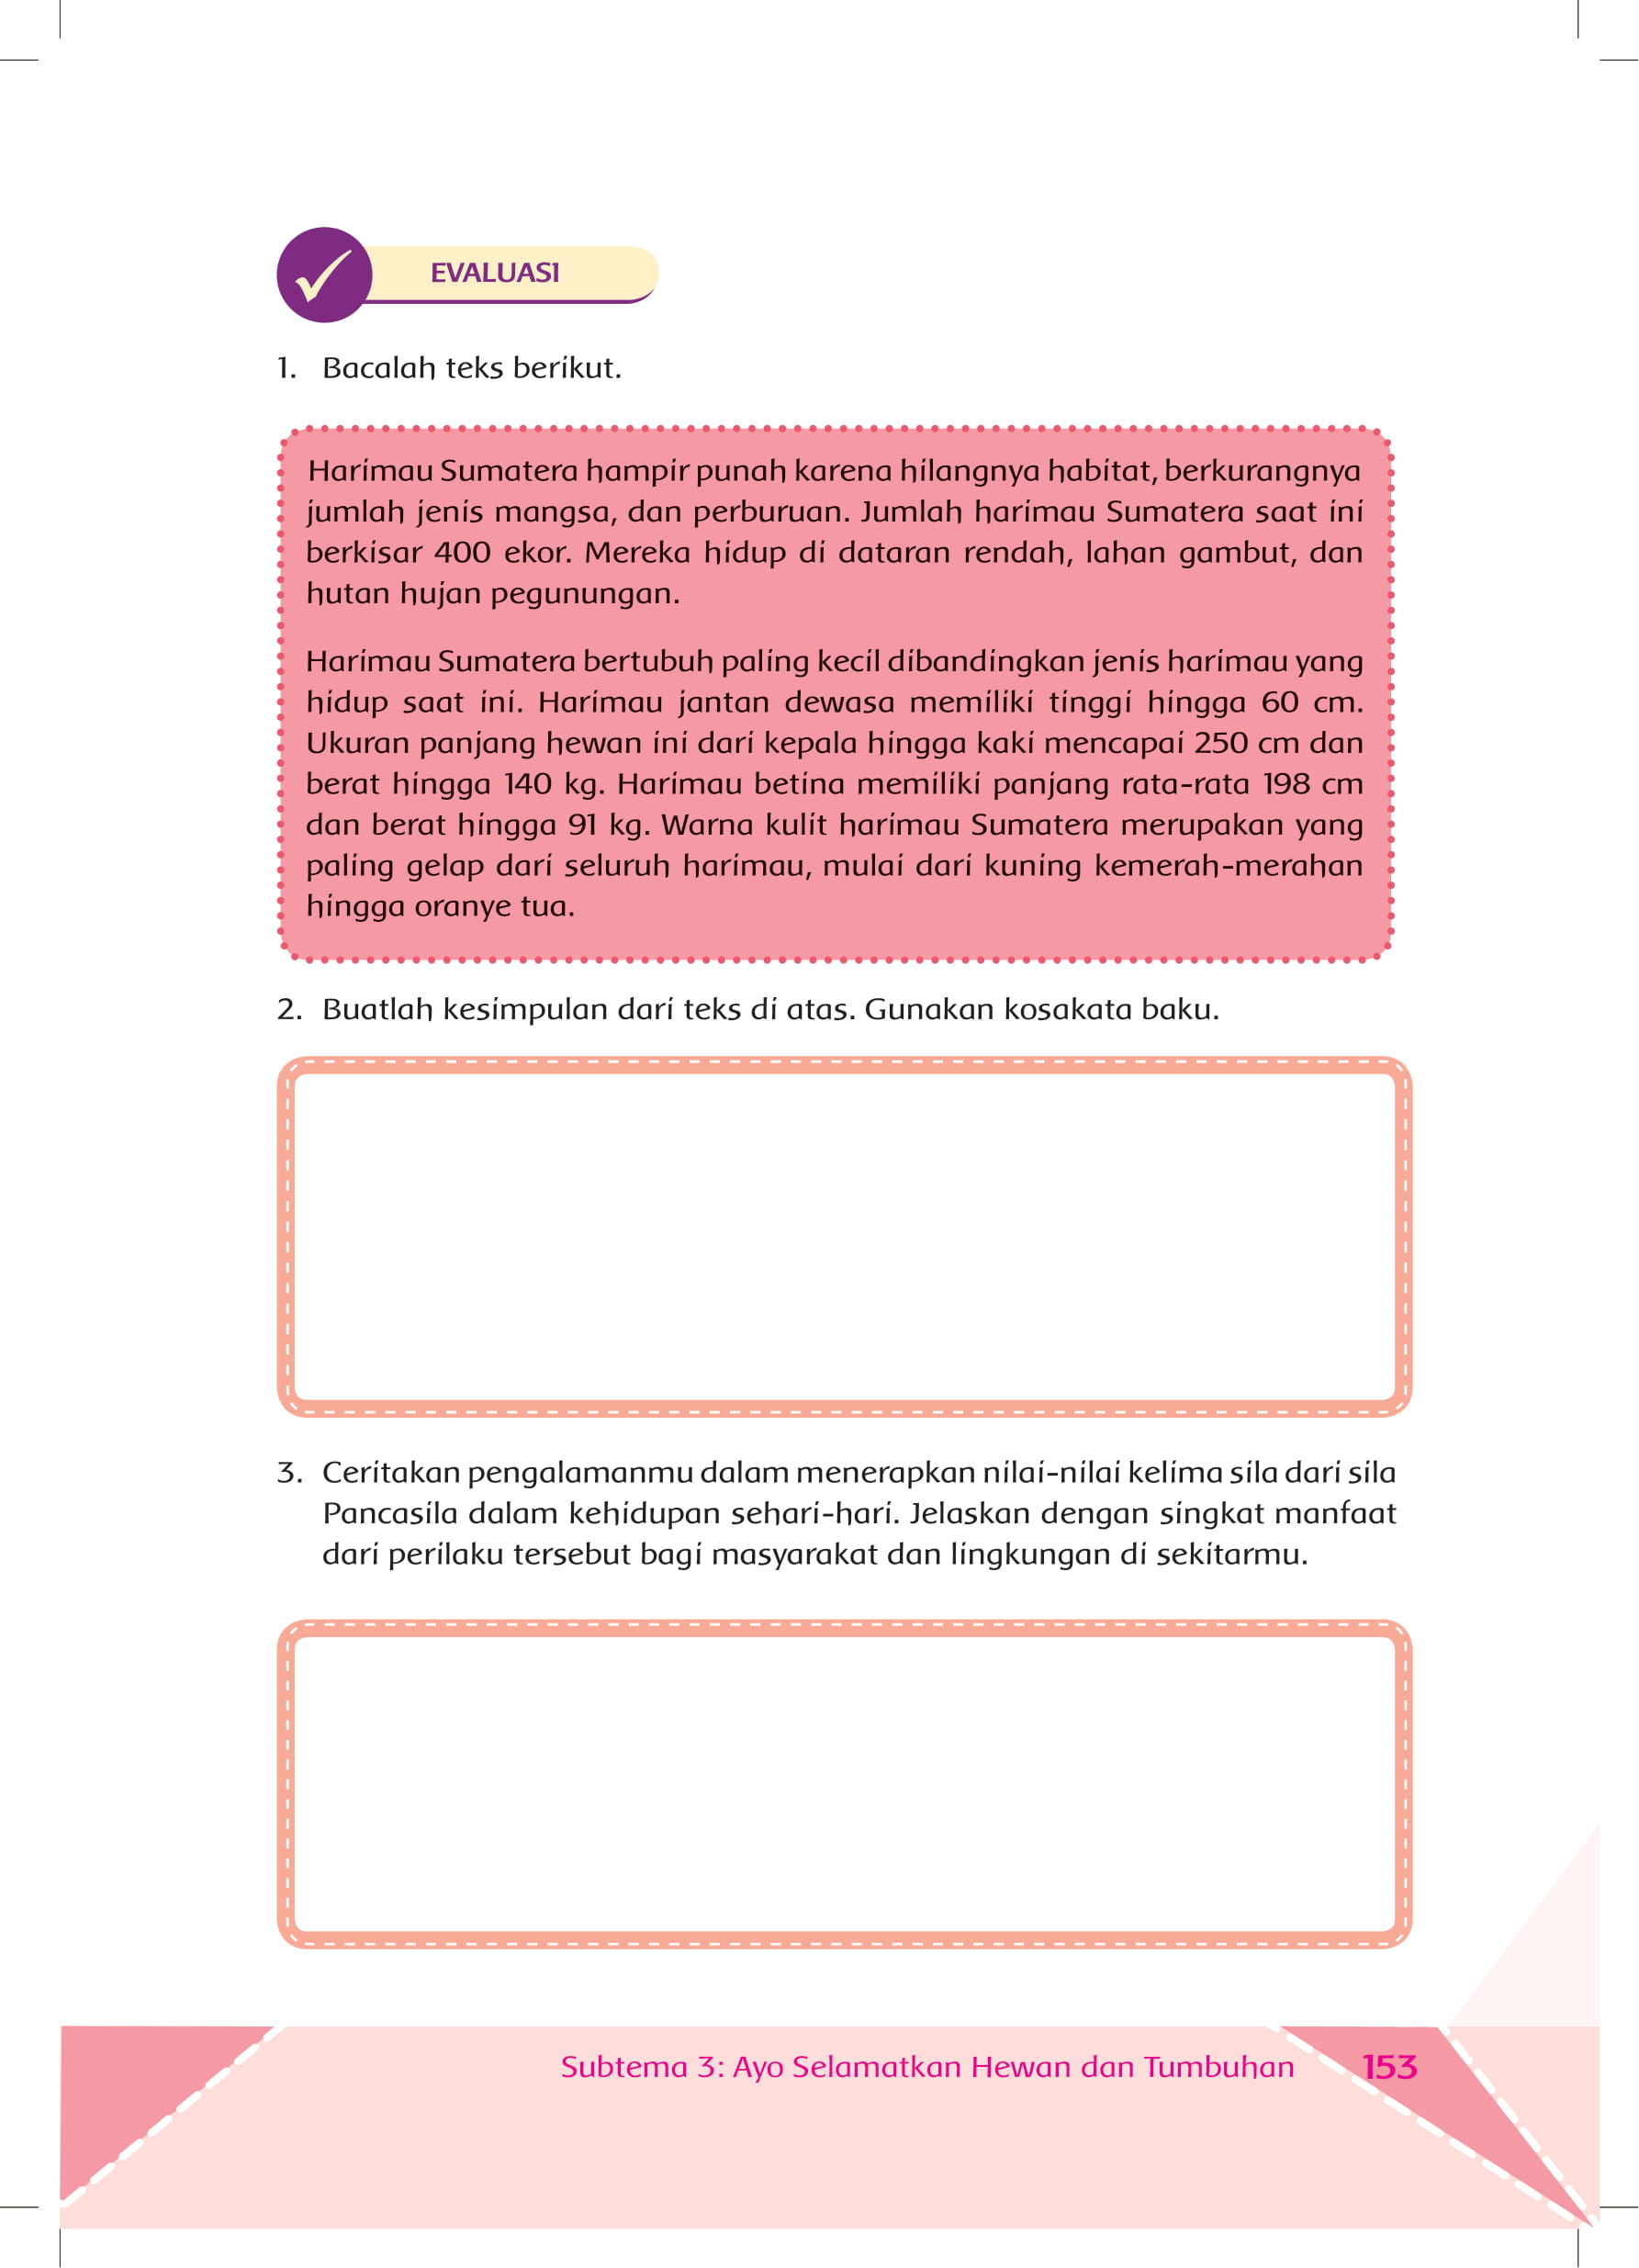 EVALUASI
1. Bacalah teks berikut.
Harimau Sumatera hampir punah karena hilangnya habitat, berkurangnya
jumlah jenis mangsa, dan perburuan. Jumlah harimau Sumatera saat ini
berkisar 400 ekor. Mereka hidup di dataran rendah, lahan gambut, dan
hutan hujan pegunungan.
Harimau Sumatera bertubuh paling kecil dibandingkan jenis harimau yang
hidup saat ini. Harimau jantan dewasa memiliki tinggi hingga 60 cm.
Ukuran panjang hewan ini dari kepala hingga kaki mencapai 250 cm dan
berat hingga 140 kg. Harimau betina memiliki panjang rata-rata 198 cm
dan berat hingga 91 kg. Warna kulit harimau Sumatera merupakan yang
paling gelap dari seluruh harimau, mulai dari kuning kemerah-merahan
hingga oranye tua.
2. Buatlah kesimpulan dari teks di atas. Gunakan kosakata baku.
3. Ceritakan pengalamanmu dalam menerapkan nilai-nilai kelima sila dari sila
Pancasila dalam kehidupan sehari-hari. Jelaskan dengan singkat manfaat
dari perilaku tersebut bagi masyarakat dan lingkungan di sekitarmu.
Subtema 3: Ayo Selamatkan Hewan dan Tumbuhan 153